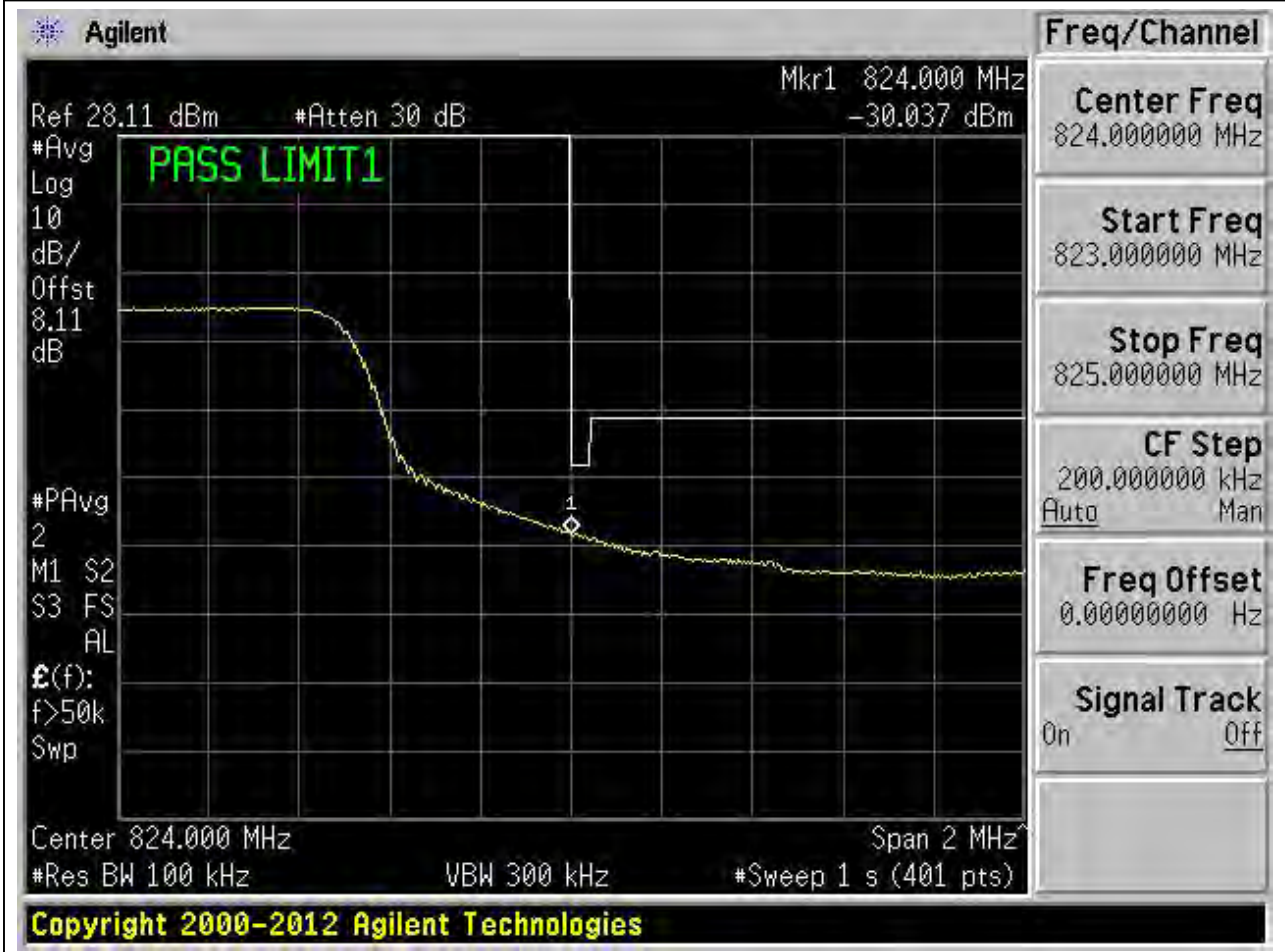 Agilent
Freq/Channel
Mkr1 824.000 MHz
Ref 28.11 dBm #Atten 30 dB -30.037 dBm
#Avg
Log
10
dB/
Offst
8.11
dB
PASS LIMIT1
1
#PAvg
2
M1 S2
S3 FS
AL
£(f):
f>50k
Swp
Center 824.000 MHz Span 2 MHz^
#Res BW 100 kHz VBW 300 kHz #Sweep 1 s (401 pts)
Center Freq
824.000000 MHz
Start Freq
823.000000 MHz
Stop Freq
825.000000 MHz
CF Step
200.000000 kHz
Auto Man
Freq Offset
0.00000000 Hz
Signal Track
On Off
Copyright 2000-2012 Agilent Technologies